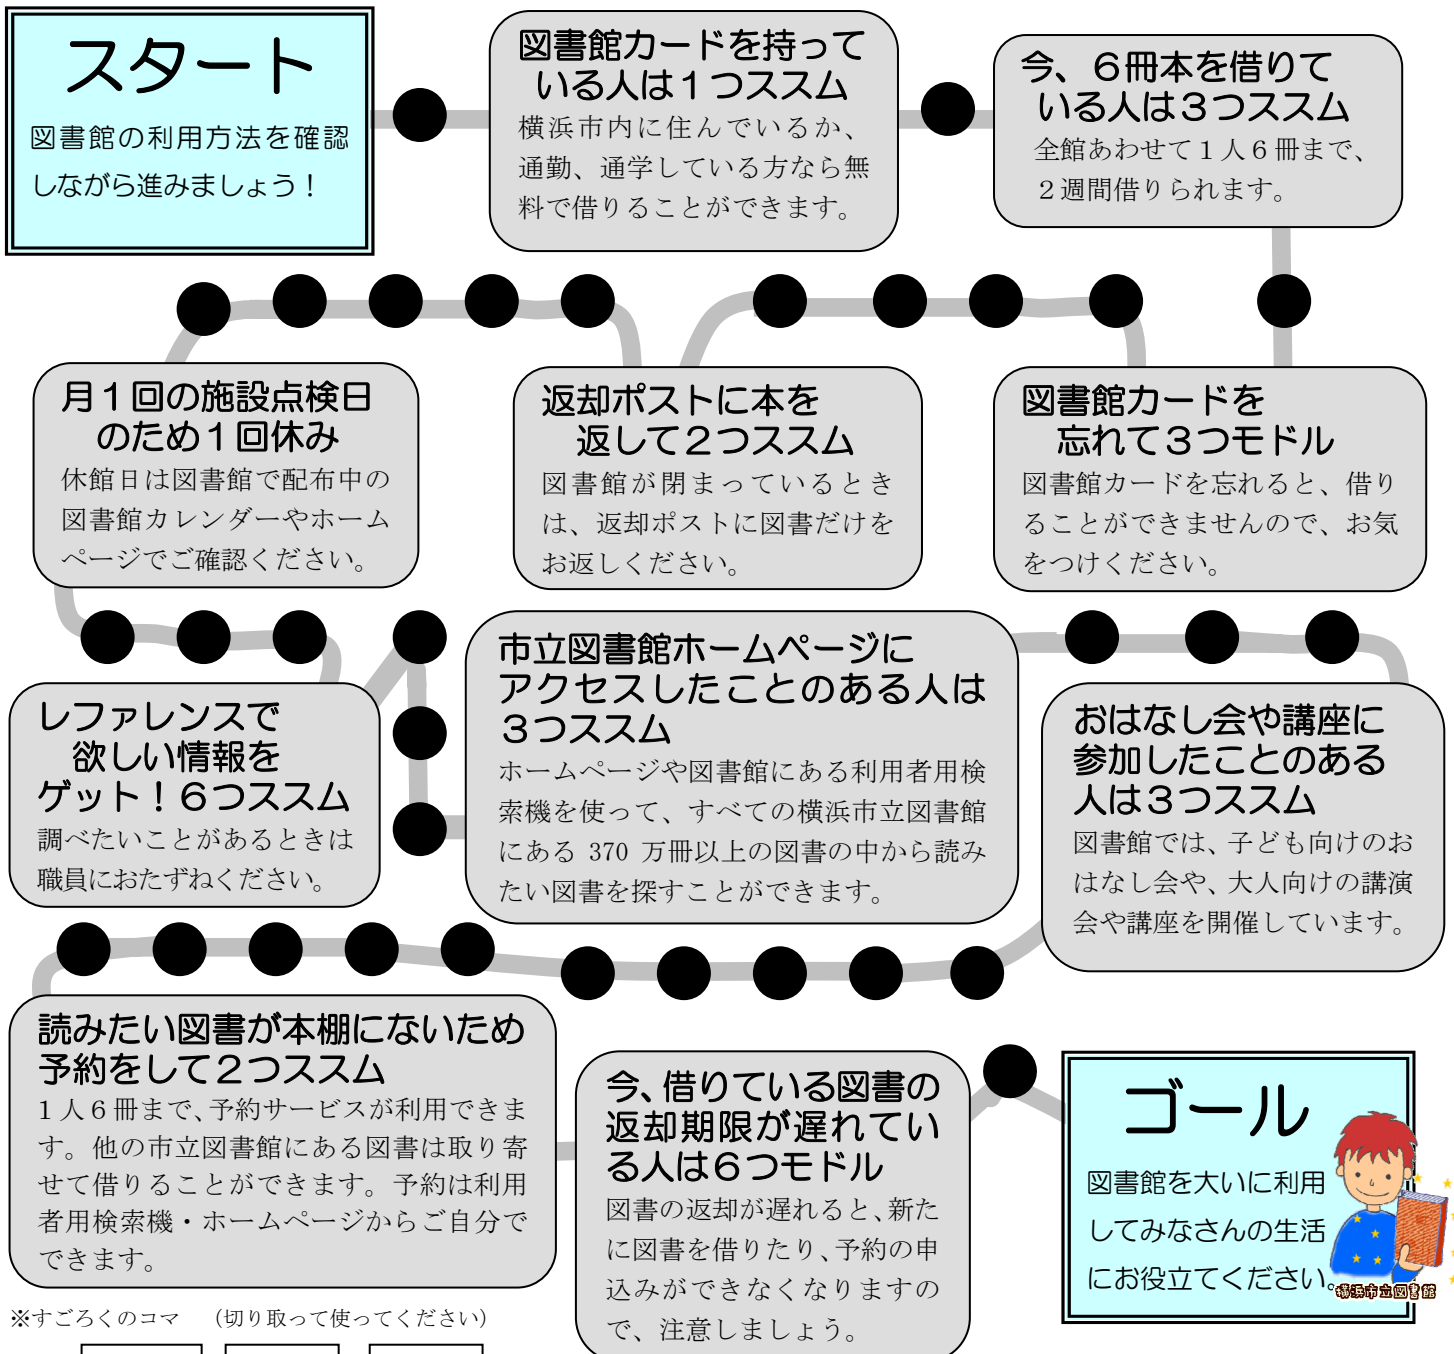 スタート
図書館の利用方法を確認
しながら進みましょう！
図書館カードを持って
いる人は１つススム
横浜市内に住んでいるか、
通勤、通学している方なら無
料で借りることができます。
今、６冊本を借りて
いる人は３つススム
全館あわせて１人６冊まで、
２週間借りられます。
図書館カードを
忘れて３つモドル
図書館カードを忘れると、借り
ることができませんので、お気
をつけください。
返却ポストに本を
返して２つススム
図書館が閉まっているとき
は、返却ポストに図書だけを
お返しください。
月１回の施設点検日
のため１回休み
休館日は図書館で配布中の
図書館カレンダーやホーム
ページでご確認ください。
レファレンスで
欲しい情報を
ゲット！６つススム
調べたいことがあるときは
職員におたずねください。
市立図書館ホームページに
アクセスしたことのある人は
３つススム
ホームページや図書館にある利用者用検
索機を使って、すべての横浜市立図書館
にある 370 万冊以上の図書の中から読み
たい図書を探すことができます。
おはなし会や講座に
参加したことのある
人は３つススム
図書館では、子ども向けのお
はなし会や、大人向けの講演
会や講座を開催しています。
読みたい図書が本棚にないため
予約をして２つススム
1 人６冊まで、予約サービスが利用できま
す。他の市立図書館にある図書は取り寄
せて借りることができます。予約は利用
者用検索機・ホームページからご自分で
できます。
今、借りている図書の
返却期限が遅れてい
る人は６つモドル
図書の返却が遅れると、新た
に図書を借りたり、予約の申
込みができなくなりますの
で、注意しましょう。
ゴール
図書館を大いに利用
してみなさんの生活
にお役立てください。
横浜市立図書館
※すごろくのコマ　（切り取って使ってください）